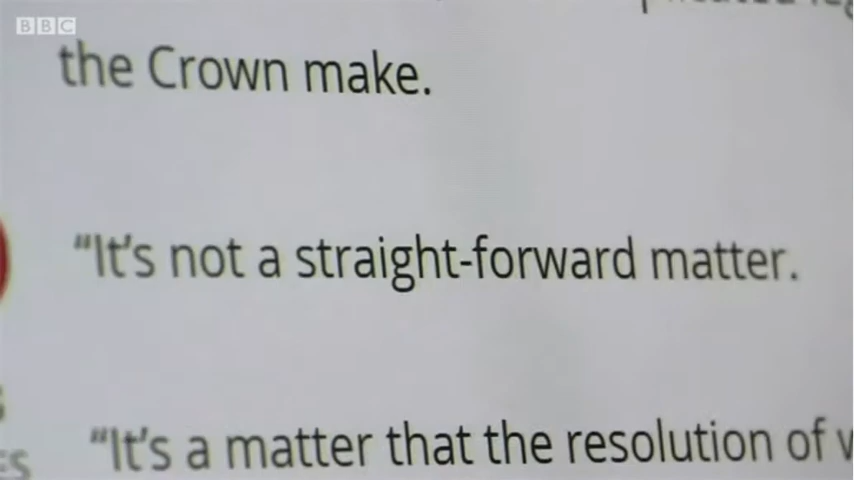 BBC
the Crown make.
“It’s not a straight-forward matter.
“It’s a matter that the resolution of